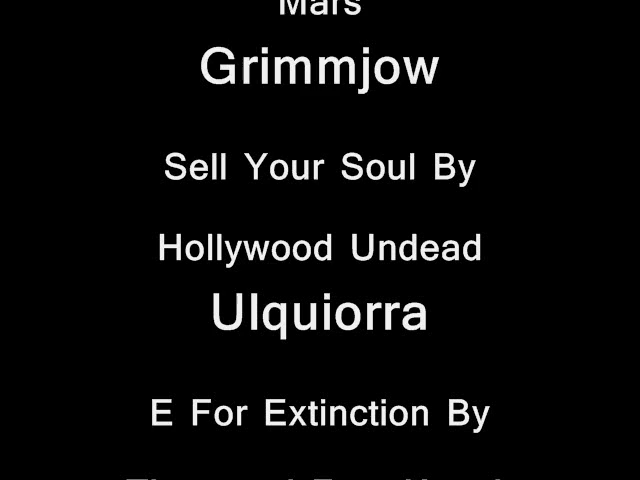 Mars
Grimmjow
Sell Your Soul By
Hollywood Undead
Ulquiorra
E For Extinction By